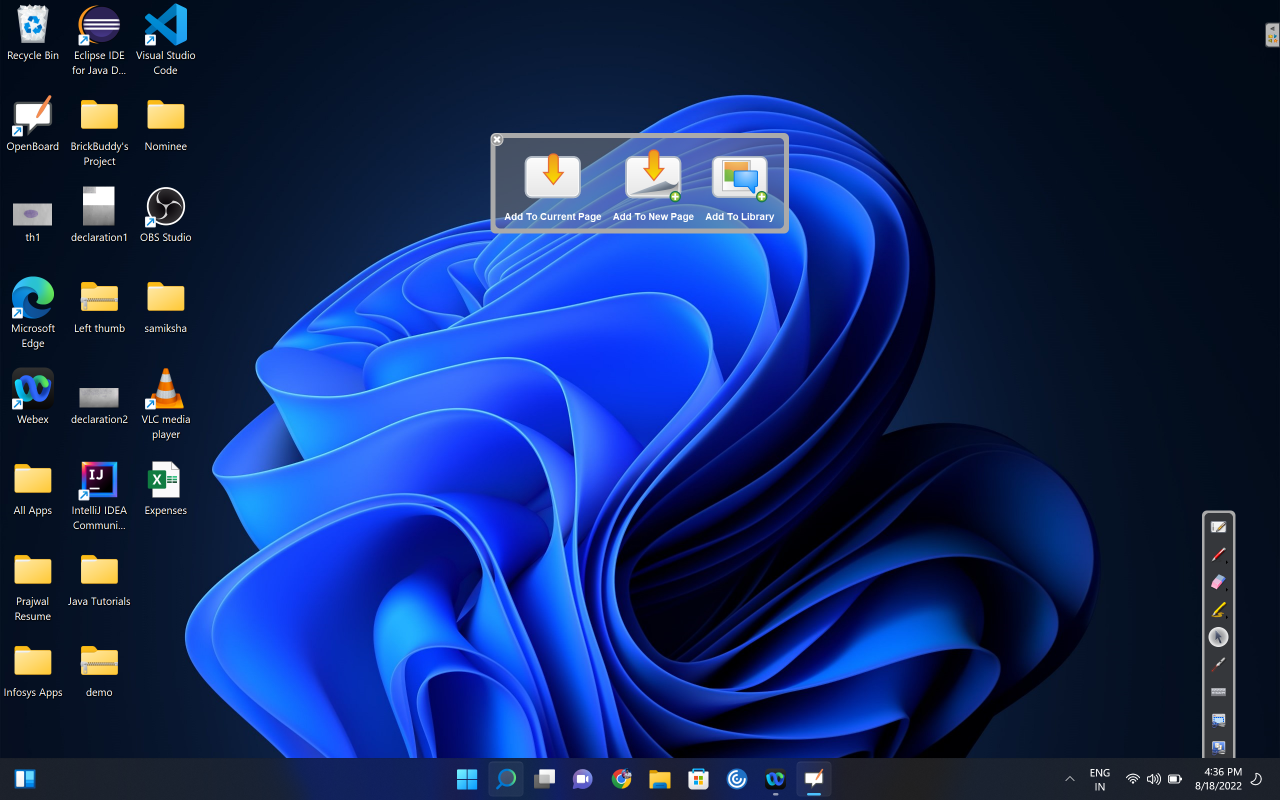 Recycle Bin
Eclipse IDE
for Java D...
Visual Studio
Code
OpenBoard
BrickBuddy's
Project
Nominee
th1
declaration1
OBS Studio
Microsoft
Edge
Left thumb
samiksha
Webex
declaration2
VLC media
player
All Apps
IJ
IntelliJ IDEA
Communi...
Expenses
Prajwal
Resume
Java Tutorials
Infosys Apps
demo
Add To Current Page
Add To New Page
Add To Library
ENG
IN
4:36 PM
8/18/2022